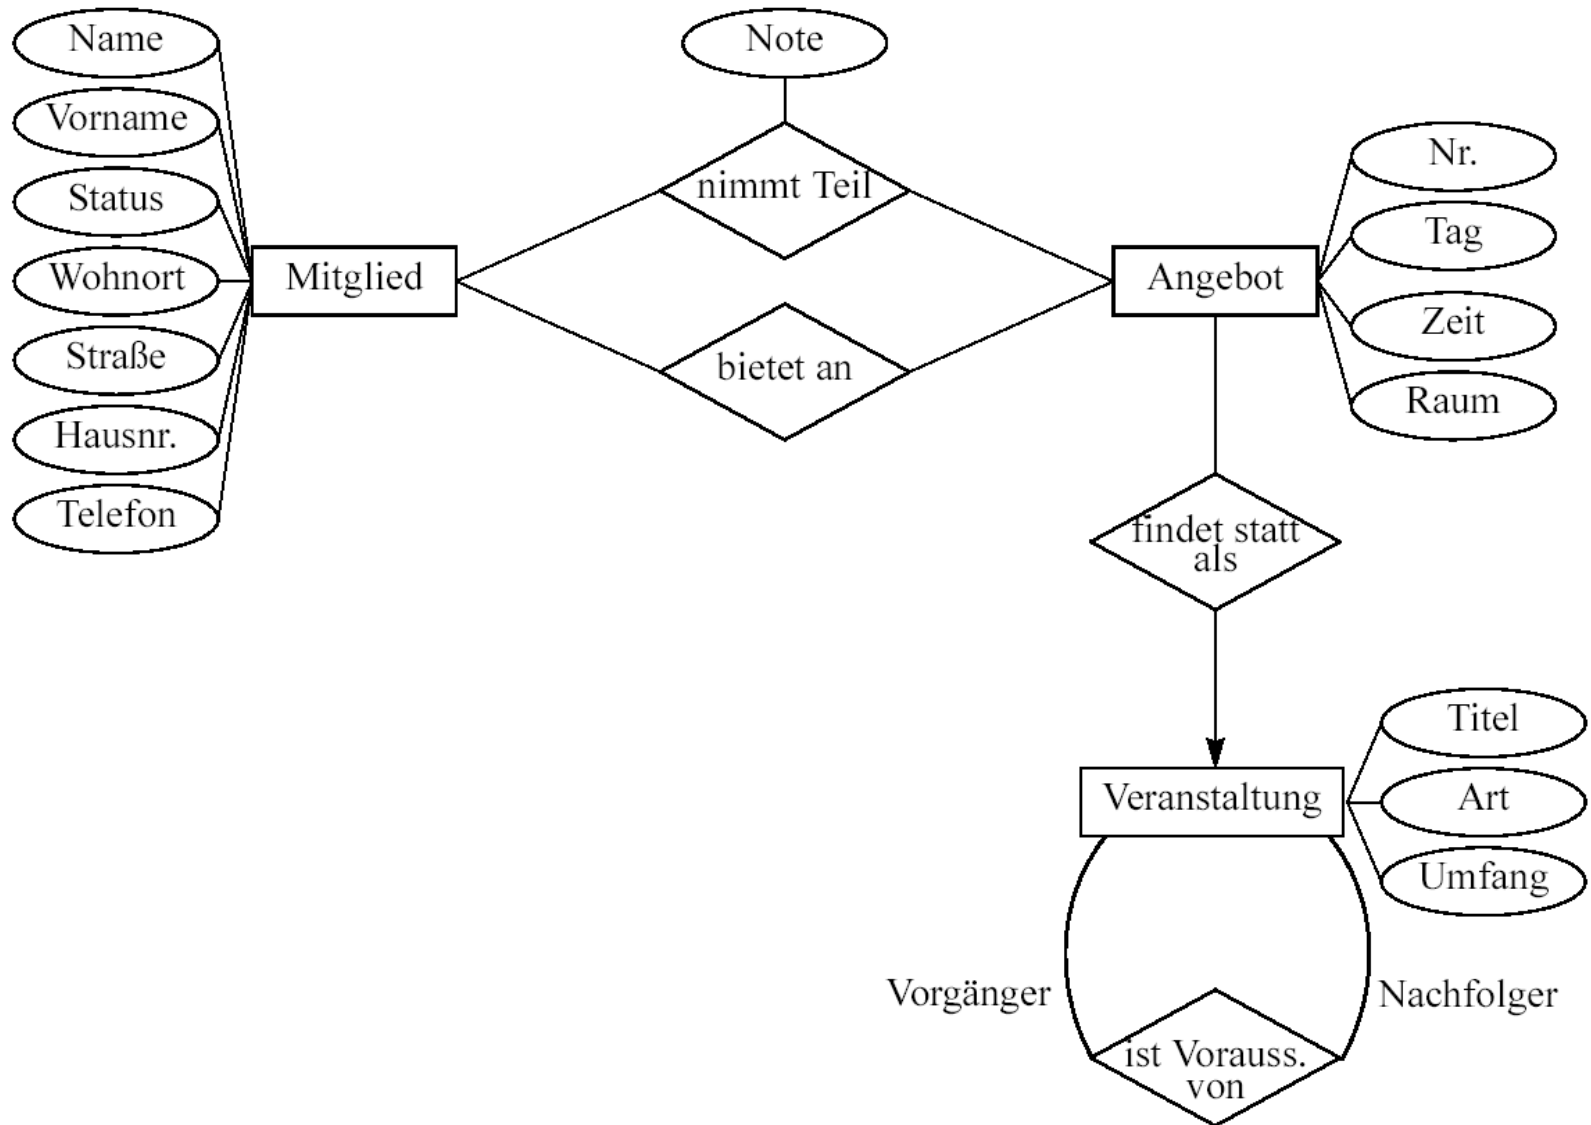 Name
Vorname
Status
Wohnort
Straße
Hausnr.
Telefon
Mitglied
Note
nimmt Teil
bietet an
Angebot
Nr.
Tag
Zeit
Raum
findet statt
als
Veranstaltung
Titel
Art
Umfang
Vorgänger
Nachfolger
ist Vorauss.
von